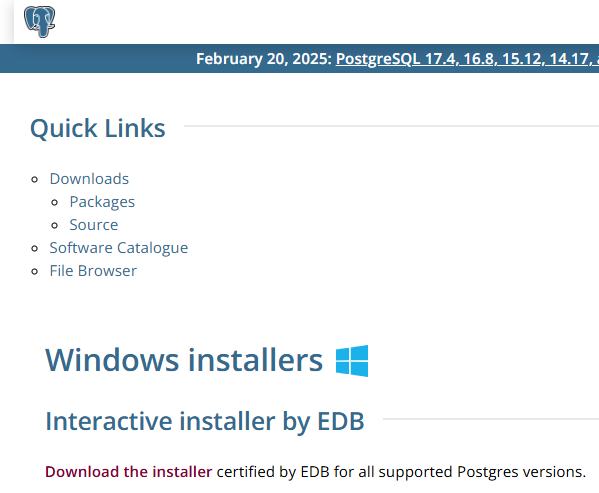 February 20, 2025: PostgreSQL 17.4, 16.8, 15.12, 14.17,
Quick Links
Downloads
Packages
Source
Software Catalogue
File Browser
Windows installers
Interactive installer by EDB
Download the installer certified by EDB for all supported Postgres versions.